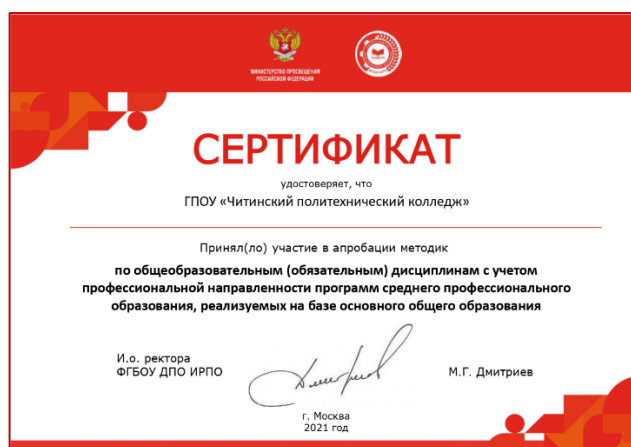 МИНИСТЕРСТВО ПРОСВЕЩЕНИЯ
РОССИЙСКОЙ ФЕДЕРАЦИИ
СЕРТИФИКАТ
удостоверяет, что
ГПОУ «Читинский политехнический колледж»
Принял(ло) участие в апробации методик
по общеобразовательным (обязательным) дисциплинам с учетом
профессиональной направленности программ среднего профессионального
образования, реализуемых на базе основного общего образования
И.о. ректора
ФГБОУ ДПО ИРПО
М.Г. Дмитриев
г. Москва
2021 год